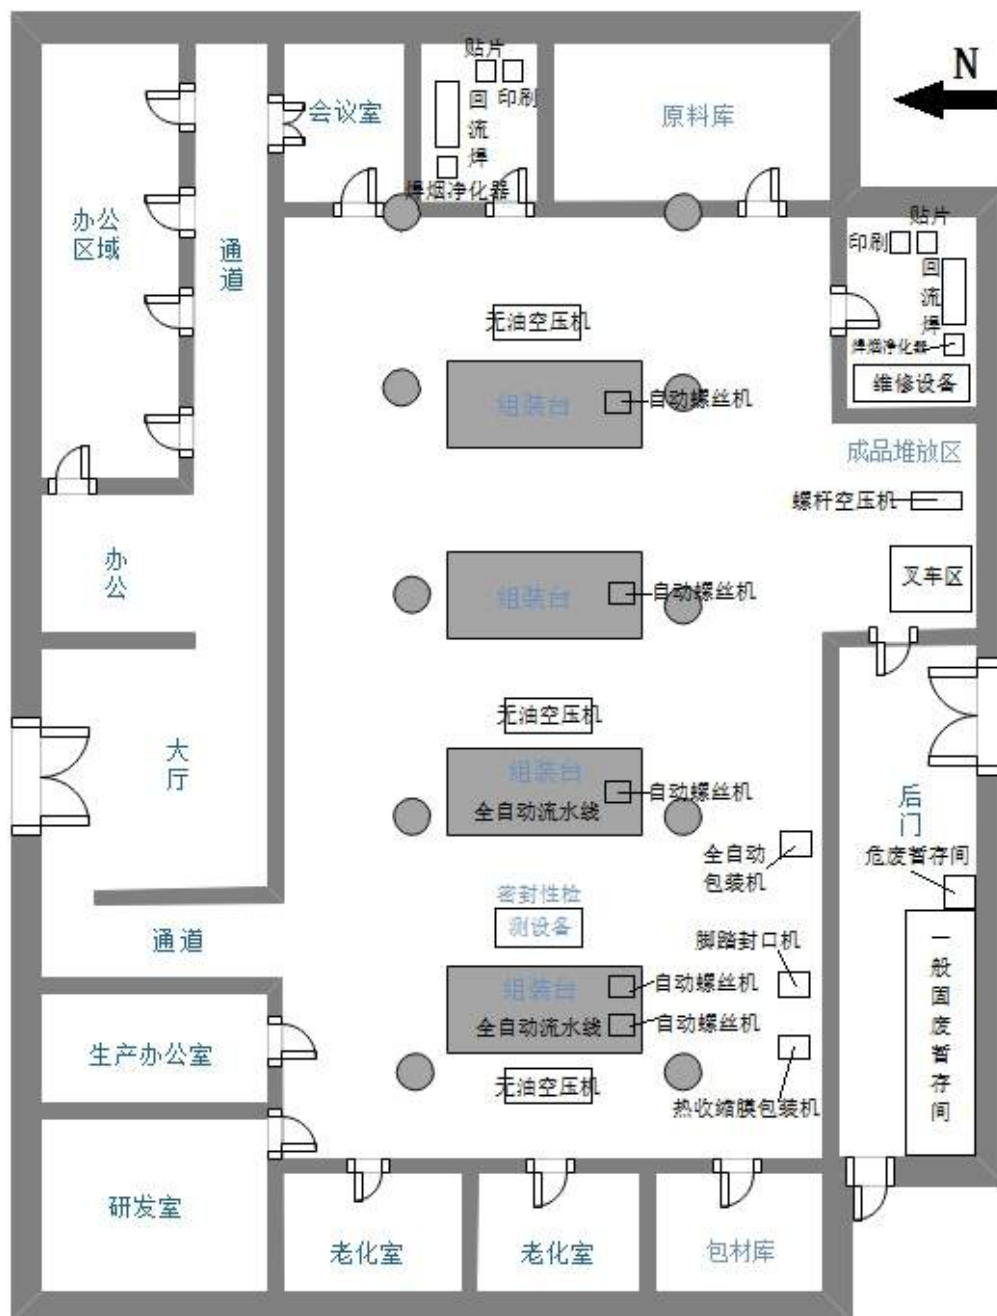 N
贴片
印刷
回流焊
焊烟净化器
会议室
原料库
办公
区域
通道
贴片
印刷
回流焊
焊烟净化器
维修设备
无油空压机
组装台
自动螺丝机
成品堆放区
螺杆空压机
叉车区
办公
组装台
自动螺丝机
无油空压机
大厅
组装台
自动螺丝机
全自动流水线
后门
全自动
包装机
危废暂存间
密封性检
测设备
通道
脚踏封口机
一般固废暂存间
组装台
自动螺丝机
全自动流水线
自动螺丝机
生产办公室
无油空压机
热收缩膜包装机
研发室
老化室
老化室
包材库